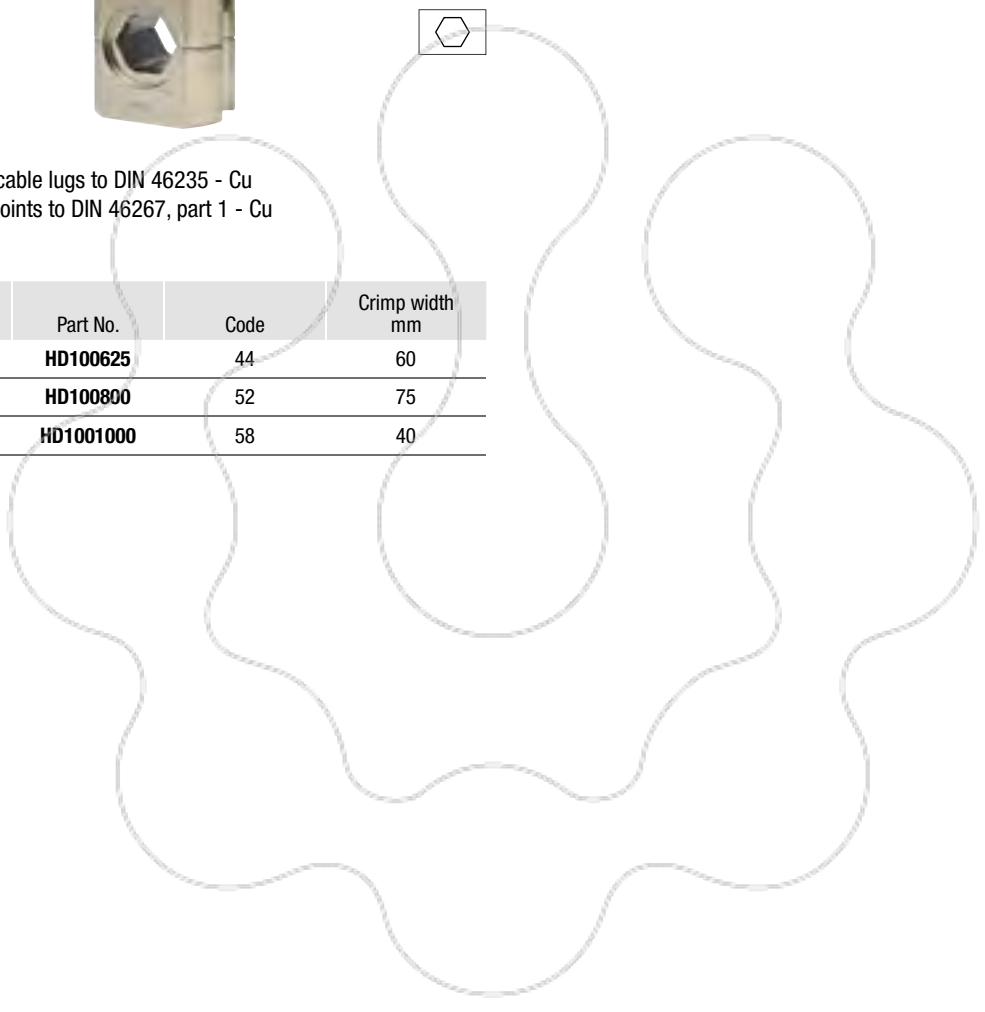 cable lugs to DIN 46235 - Cu
oints to DIN 46267, part 1 - Cu
Part No. Code Crimp width
mm
HD100625 44 60
HD100800 52 75
HD1001000 58 40